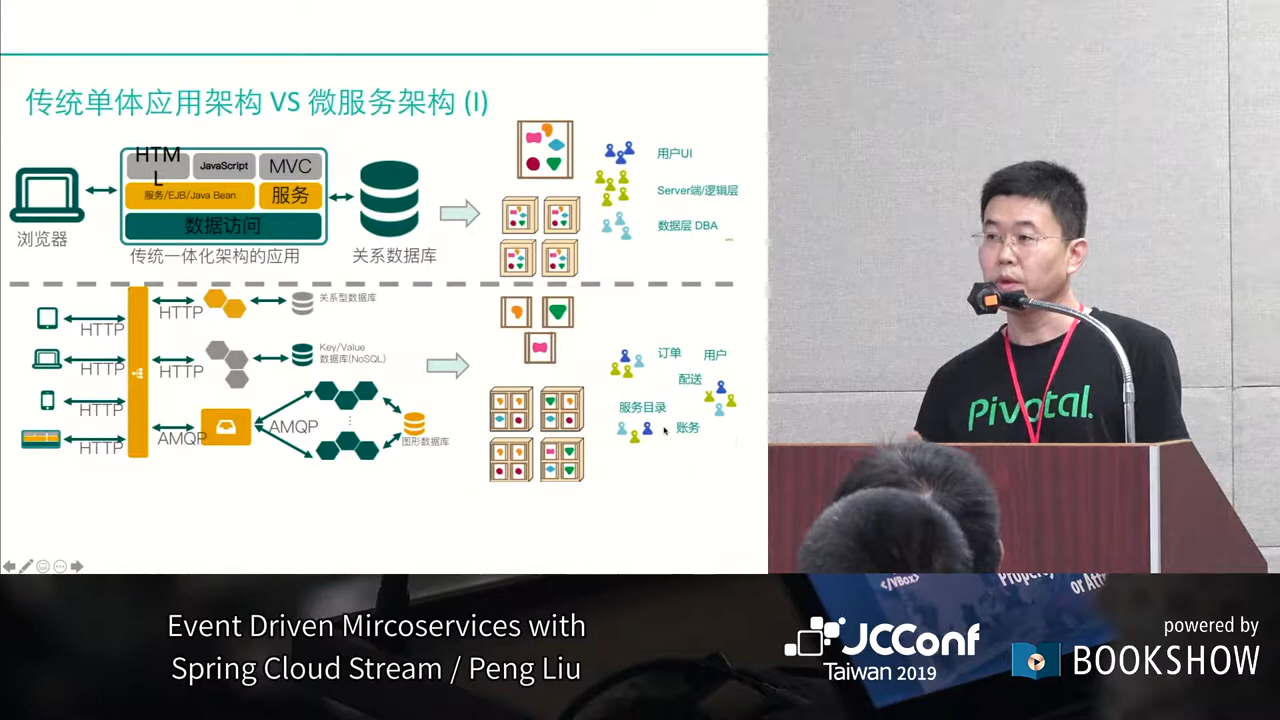 传统单体应用架构 VS 微服务架构 (I)
HTM
L
JavaScript
MVC
服务/EJB/Java Bean
服务
数据访问
浏览器
传统一体化架构的应用
关系数据库
用户UI
Server端/逻辑层
数据层 DBA
...
HTTP
HTTP
HTTP
HTTP
HTTP
HTTP
AMQP
AMQP
关系型数据库
Key/Value
数据库(NoSQL)
图形数据库
订单
用户
配送
服务目录
账务
Pivotal.
</VBox>
Property
or Attr
Event Driven Mircoservices with
Spring Cloud Stream / Peng Liu
JCConf
Taiwan 2019
powered by
BOOKSHOW